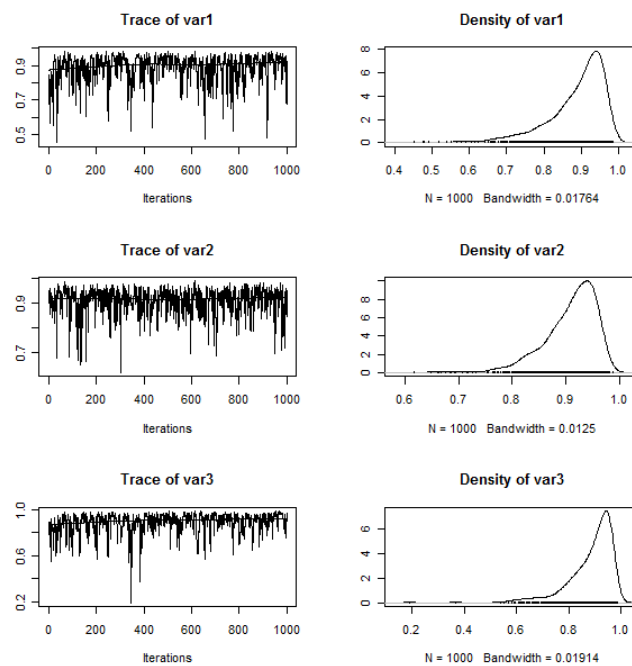 Trace of var1
0.5 0.7 0.9
0 200 400 600 800 1000
Iterations
Density of var1
0 2 4 6 8
0.4 0.5 0.6 0.7 0.8 0.9 1.0
N = 1000 Bandwidth = 0.01764
Trace of var2
0.7 0.9
0 200 400 600 800 1000
Iterations
Density of var2
0 2 4 6 8
0.6 0.7 0.8 0.9 1.0
N = 1000 Bandwidth = 0.0125
Trace of var3
0.2 0.6 1.0
0 200 400 600 800 1000
Iterations
Density of var3
0 2 4 6
0.2 0.4 0.6 0.8 1.0
N = 1000 Bandwidth = 0.01914